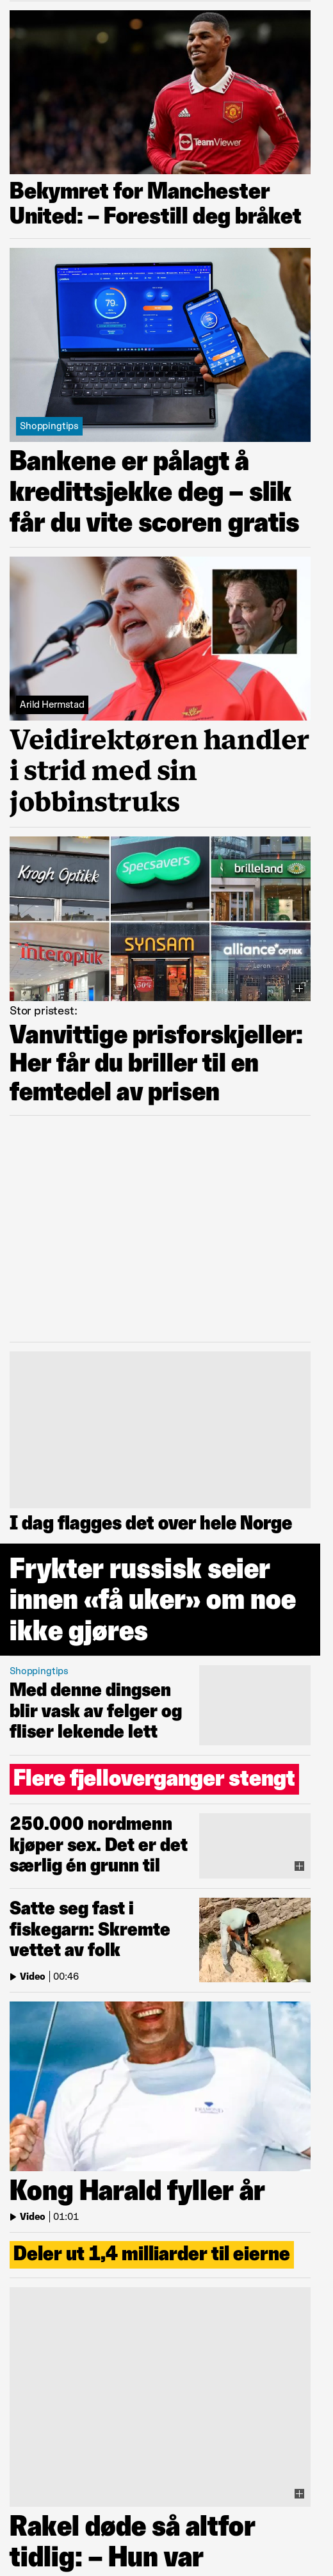 TeamViewer
Bekymret for Manchester
United: – Forestill deg bråket
79
Shoppingtips
Bankene er pålagt å
kredittsjekke deg – slik
får du vite scoren gratis
Arild Hermstad
Veidirektøren handler
i strid med sin
jobbinstruks
Krogh Optikk
Specsavers
brilleland
interoptik
SYNSAM
50%
alliance OPTIKK
Løren
Stor pristest:
Vanvittige prisforskjeller:
Her får du briller til en
femtedel av prisen
I dag flagges det over hele Norge
Frykter russisk seier
innen «få uker» om noe
ikke gjøres
Shoppingtips
Med denne dingsen
blir vask av felger og
fliser lekende lett
Flere fjelloverganger stengt
250.000 nordmenn
kjøper sex. Det er det
særlig én grunn til
Satte seg fast i
fiskegarn: Skremte
vettet av folk
Video | 00:46
Kong Harald fyller år
Video | 01:01
Deler ut 1,4 milliarder til eierne
Rakel døde så altfor
tidlig: – Hun var